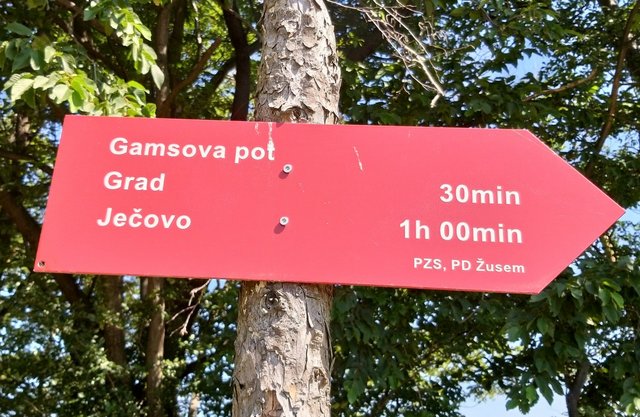 Gamsova pot
Grad 30min
Ječovo 1h 00min
PZS, PD Žusem